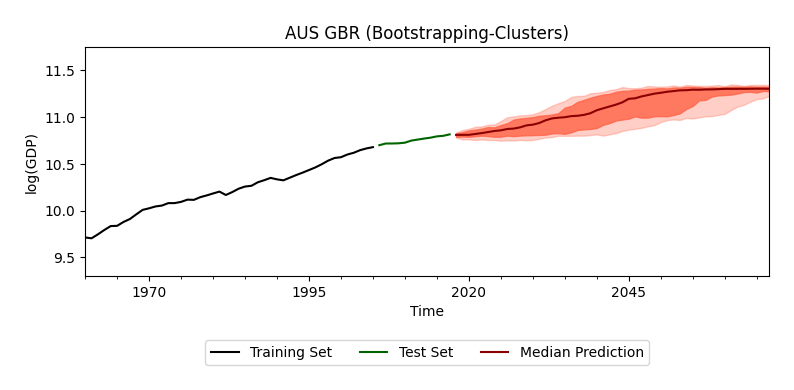 AUS GBR (Bootstrapping-Clusters)
11.5
11.0
10.5
10.0
9.5
log(GDP)
1970 1995 2020 2045
Time
Training Set Test Set Median Prediction